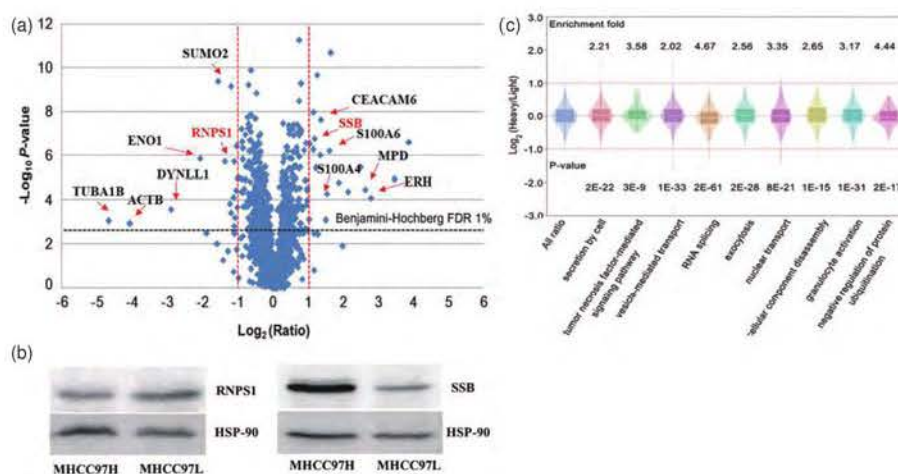 (a)
-Log10 P-value
12
10
8
6
4
2
0
SUMO2
CEACAM6
SSB
RNPS1
S100A6
ENO1
MPD
S100A4
DYNLL1
ERH
TUBA1B
ACTB
Benjamini-Hochberg FDR 1%
-6 -5 -4 -3 -2 -1 0 1 2 3 4 5 6
Log2 (Ratio)
(c)
Log2 (Heavy/Light)
3.0
2.0
1.0
0.0
-1.0
-2.0
-3.0
Enrichment fold
2.21 3.58 2.02 4.67 2.56 3.35 2.65 3.17 4.44
P-value
2E-22 3E-9 1E-33 2E-61 2E-28 8E-21 1E-15 1E-31 2E-17
All ratio
secretion by cell
tumor necrosis factor-mediated
signaling pathway
vesicle-mediated transport
RNA splicing
exocytosis
nuclear transport
cellular component disassembly
granulocyte activation
negative regulation of protein
ubiquitination
(b)
RNPS1
HSP-90
MHCC97H MHCC97L
SSB
HSP-90
MHCC97H MHCC97L